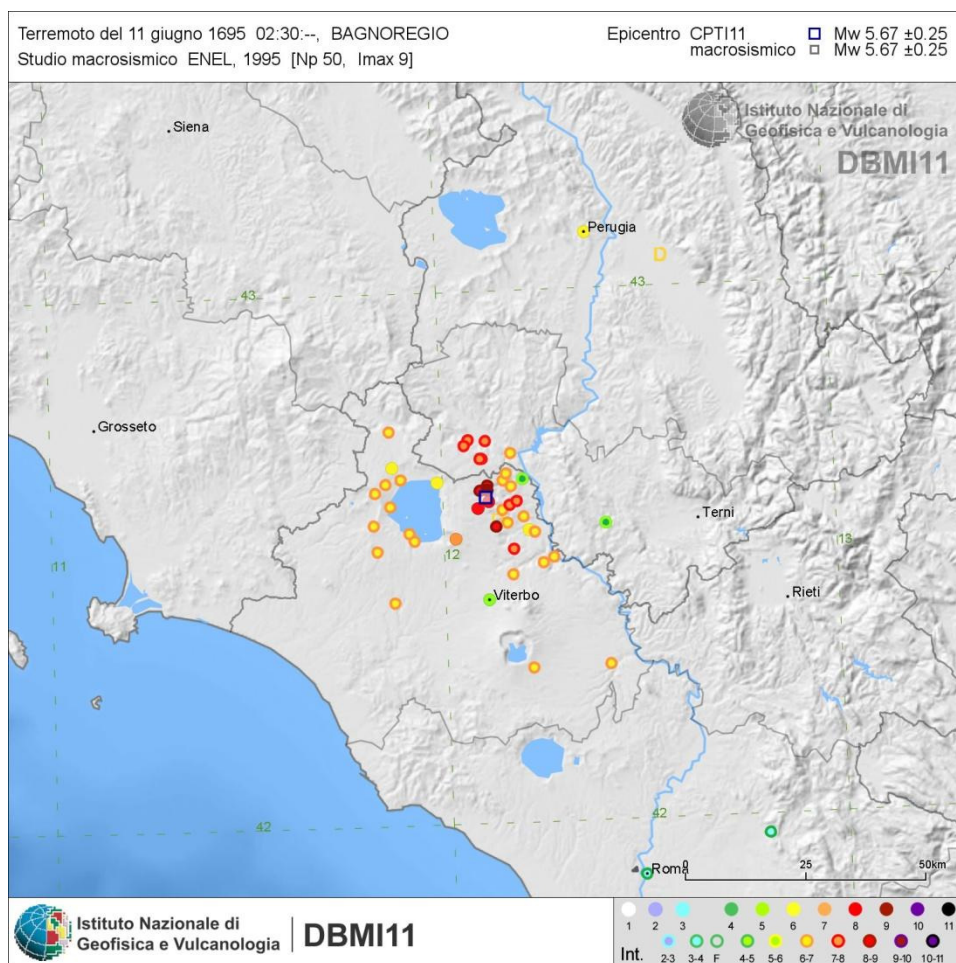 Terremoto del 11 giugno 1695 02:30:--, BAGNOREGIO
Studio macrosismico ENEL, 1995 [Np 50, Imax 9]
Epicentro CPTI11 Mw 5.67 ±0.25
macrosismico Mw 5.67 ±0.25
Istituto Nazionale di
Geofisica e Vulcanologia
DBMI11
Siena
Perugia
D
43
43
Grosseto
Terni
11
12
13
Rieti
Viterbo
42
42
Roma
0 25 50km
Istituto Nazionale di
Geofisica e Vulcanologia
DBMI11
1 2 3 4 5 6 7 8 9 10 11
Int. 2-3 3-4 F 4-5 5-6 6-7 7-8 8-9 9-10 10-11